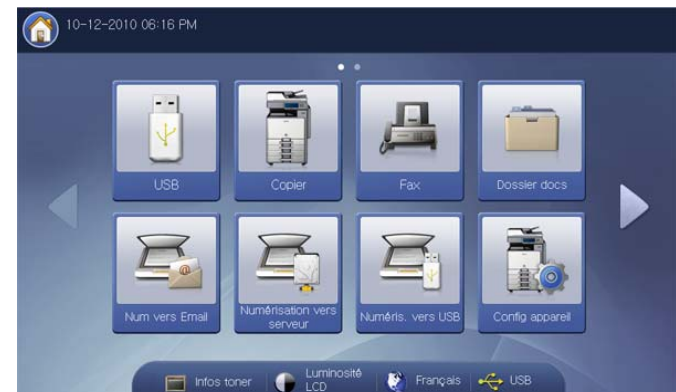 10-12-2010 06:16 PM
USB
Copier
Fax
Dossier docs
Num vers Email
Numérisation vers
serveur
Numéris. vers USB
Config appareil
Infos toner
Luminosité
LCD
Français
USB